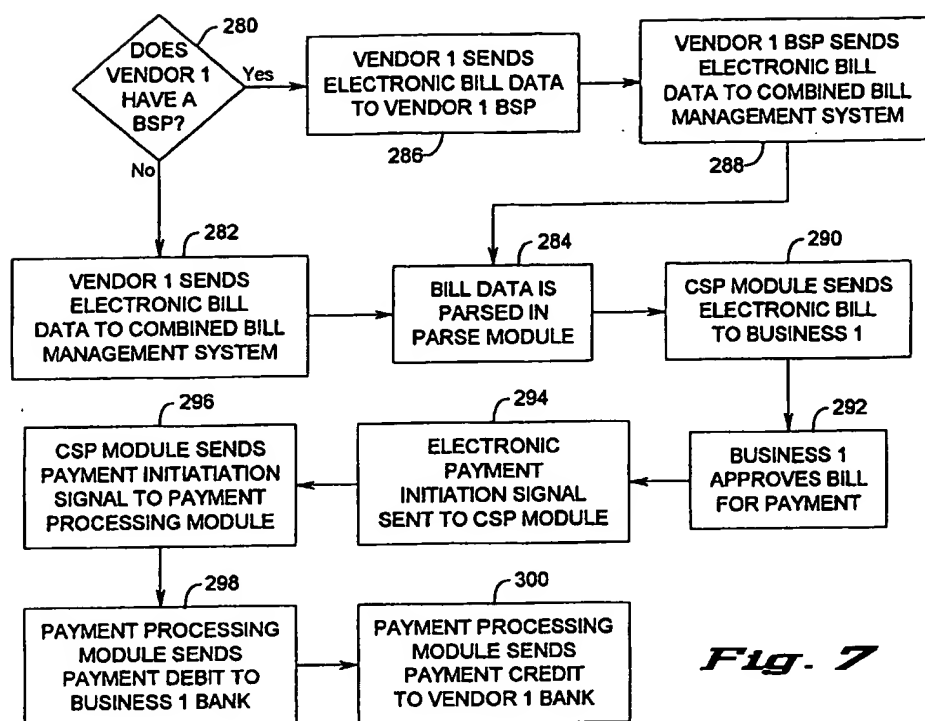 280
DOES
VENDOR 1
HAVE A
BSP?
Yes
No
VENDOR 1 SENDS
ELECTRONIC BILL DATA
TO VENDOR 1 BSP
286
VENDOR 1 BSP SENDS
ELECTRONIC BILL
DATA TO COMBINED BILL
MANAGEMENT SYSTEM
288
282
VENDOR 1 SENDS
ELECTRONIC BILL
DATA TO COMBINED BILL
MANAGEMENT SYSTEM
284
BILL DATA IS
PARSED IN
PARSE MODULE
290
CSP MODULE SENDS
ELECTRONIC BILL
TO BUSINESS 1
292
BUSINESS 1
APPROVES BILL
FOR PAYMENT
294
ELECTRONIC
PAYMENT
INITIATION SIGNAL
SENT TO CSP MODULE
296
CSP MODULE SENDS
PAYMENT INITIATIATION
SIGNAL TO PAYMENT
PROCESSING MODULE
298
PAYMENT PROCESSING
MODULE SENDS
PAYMENT DEBIT TO
BUSINESS 1 BANK
300
PAYMENT PROCESSING
MODULE SENDS
PAYMENT CREDIT
TO VENDOR 1 BANK
Fig. 7